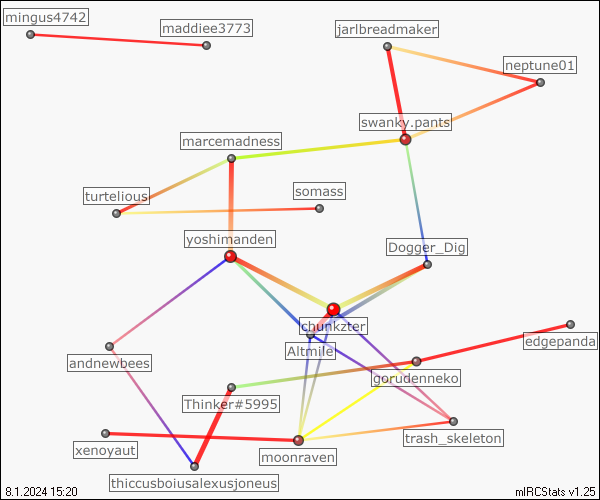 mingus4742
maddiee3773
jarlbreadmaker
neptune01
swanky.pants
marcemadness
turtelious
somass
yoshimanden
Dogger_Dig
chunkzter
edgepanda
Altmile
andnewbees
gorudenneko
Thinker#5995
trash_skeleton
xenoyaut
moonraven
thiccusboiusalexusjoneus
8.1.2024 15:20
mIRCStats v1.25